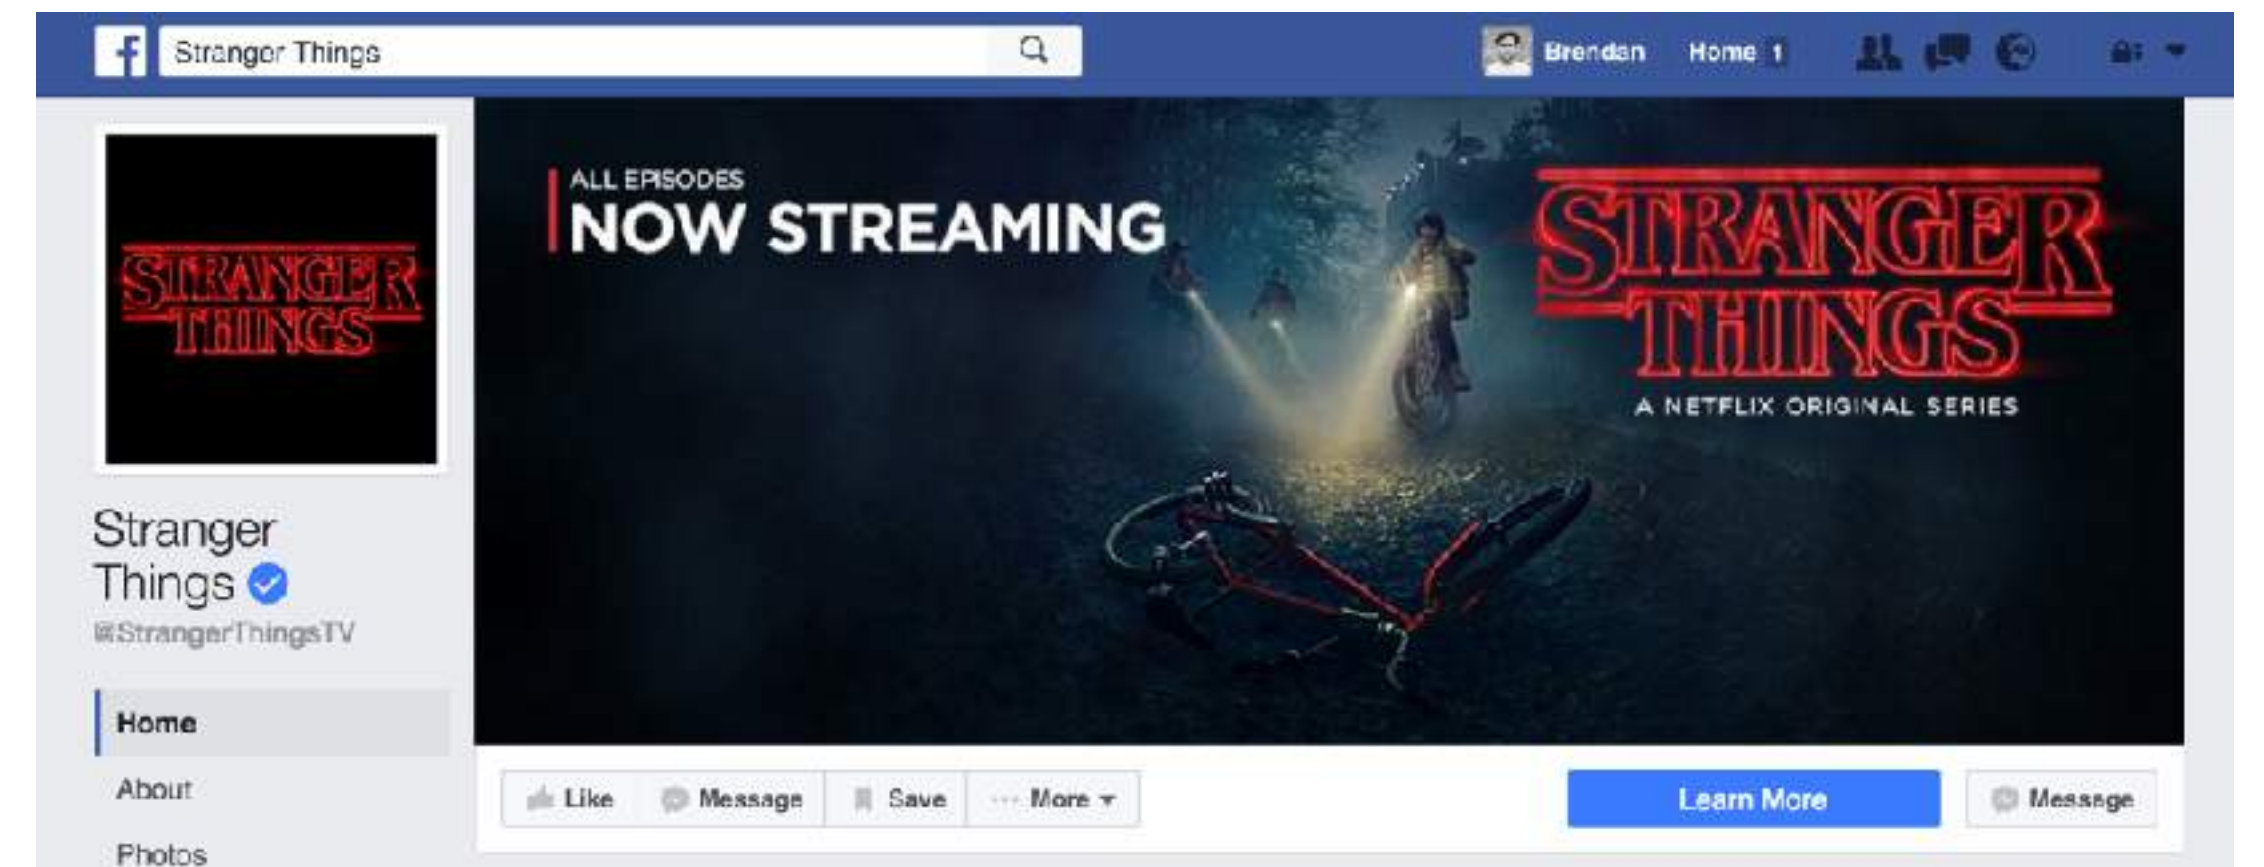 Stranger Things
Brendan Home 1
STRANGER
THINGS
ALL EPISODES
NOW STREAMING
STRANGER
THINGS
A NETFLIX ORIGINAL SERIES
Stranger
Things
@StrangerThingsTV
Home
About
Photos
Like Message Save More
Learn More Message